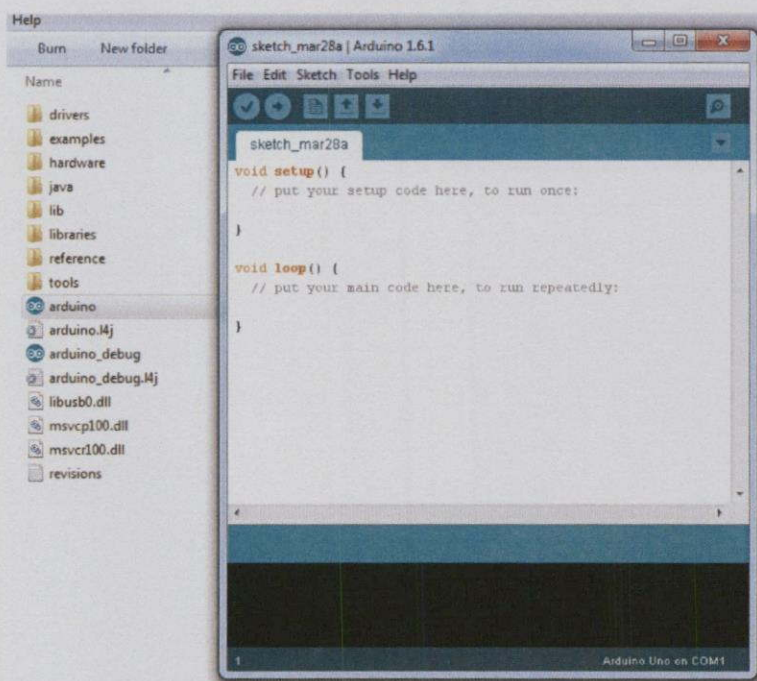 Help
Burn New folder
Name
drivers
examples
hardware
java
lib
libraries
reference
tools
arduino
arduino.l4j
arduino_debug
arduino_debug.l4j
libusb0.dll
msvcp100.dll
msvcr100.dll
revisions
sketch_mar28a | Arduino 1.6.1
File Edit Sketch Tools Help
sketch_mar28a
void setup() {
// put your setup code here, to run once:
}
void loop() {
// put your main code here, to run repeatedly:
}
1
Arduino Uno on COM1